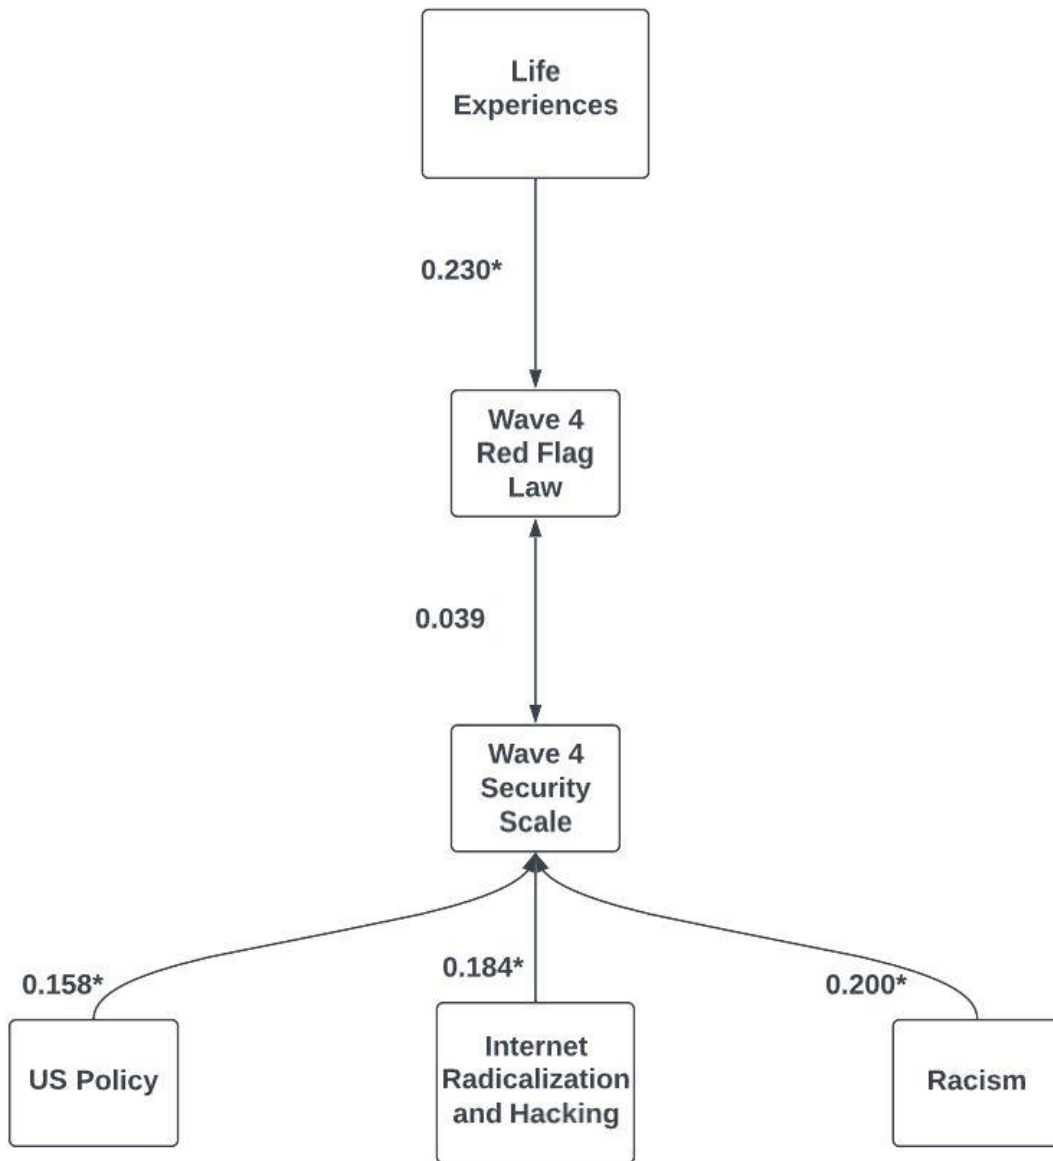 Life
Experiences
0.230*
Wave 4
Red Flag
Law
0.039
Wave 4
Security
Scale
0.158*
0.184*
0.200*
US Policy
Internet
Radicalization
and Hacking
Racism